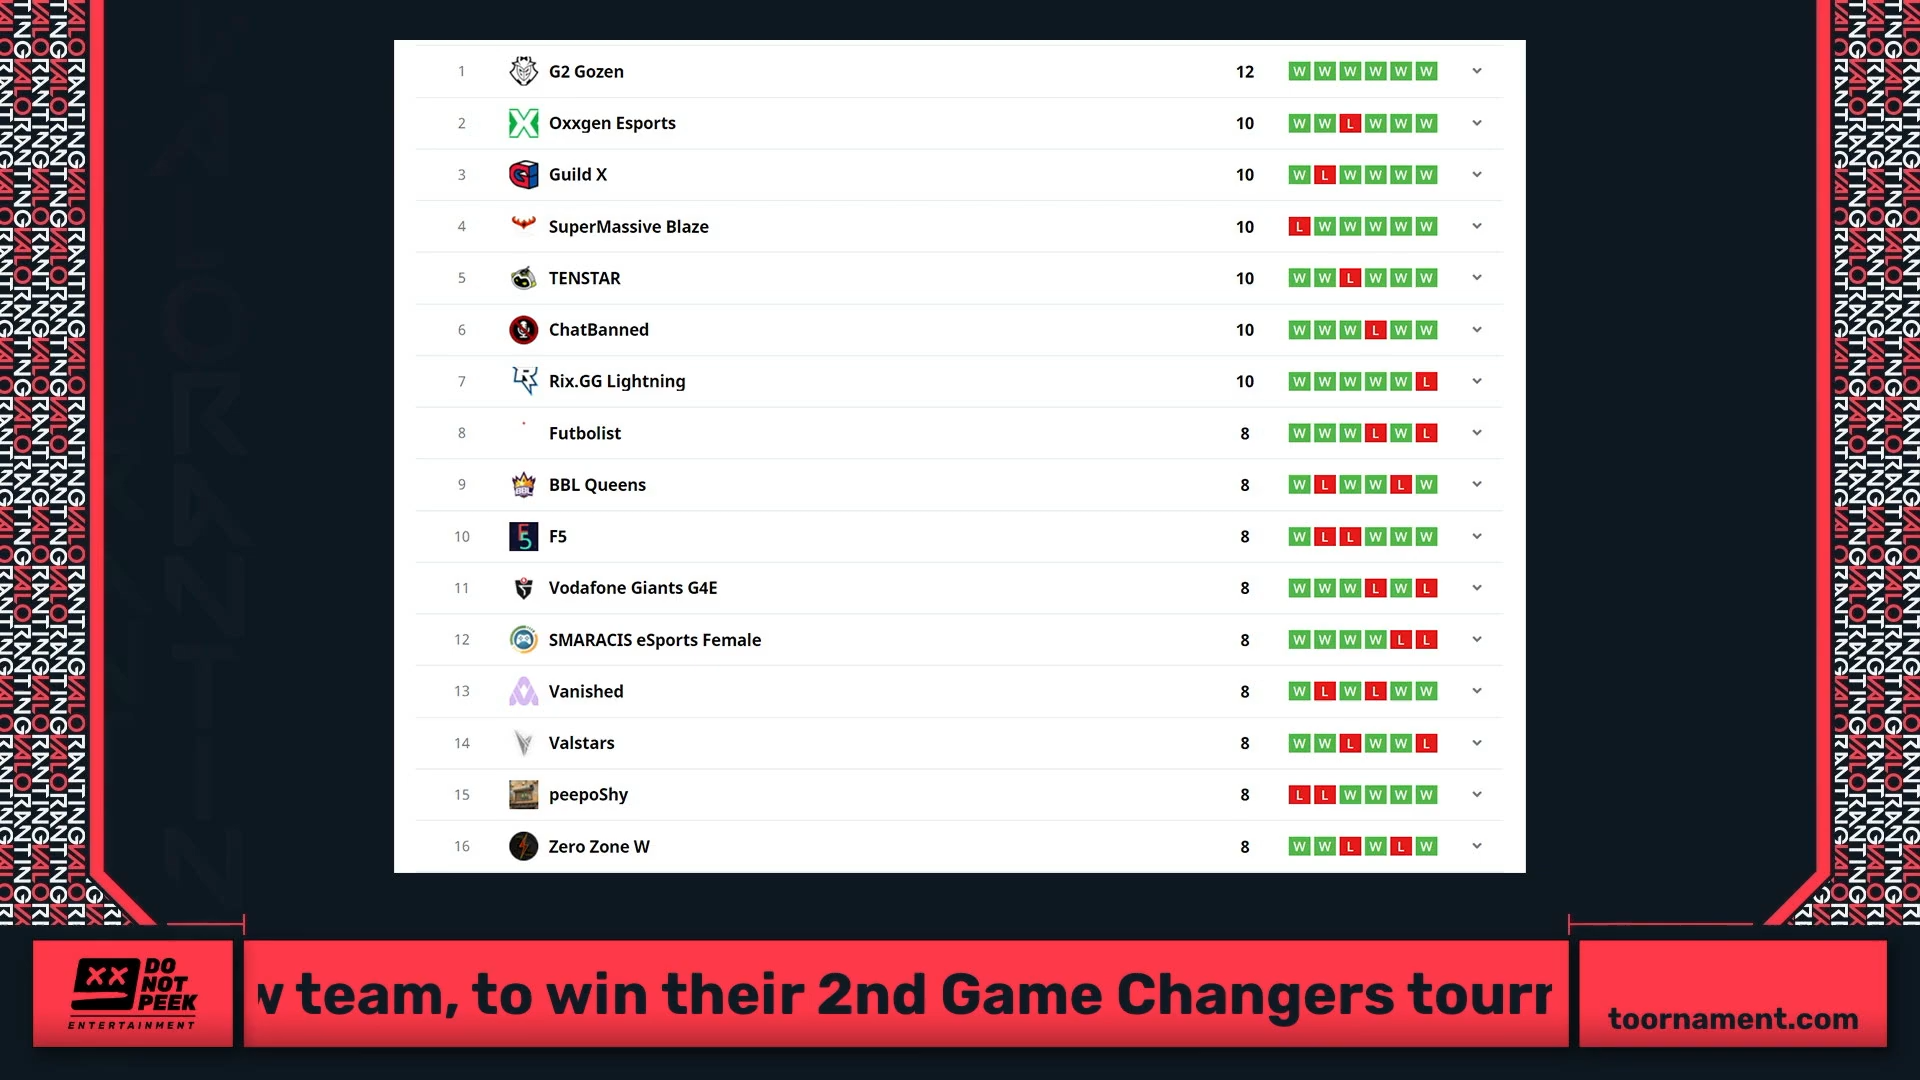 1 G2 Gozen 12 W W W W W W
2 Oxxgen Esports 10 W W L W W W
3 Guild X 10 W L W W W W
4 SuperMassive Blaze 10 L W W W W W
5 TENSTAR 10 W W L W W W
6 ChatBanned 10 W W W L W W
7 Rix.GG Lightning 10 W W W W W L
8 Futbolist 8 W W W L W L
9 BBL Queens 8 W L W W L W
10 F5 8 W L L W W W
11 Vodafone Giants G4E 8 W W W L W L
12 SMARACIS eSports Female 8 W W W W L L
13 Vanished 8 W L W L W W
14 Valstars 8 W W L W W L
15 peepoShy 8 L L W W W W
16 Zero Zone W 8 W W L W L W
DO
NOT
PEEK
ENTERTAINMENT
team, to win their 2nd Game Changers
toornament.com